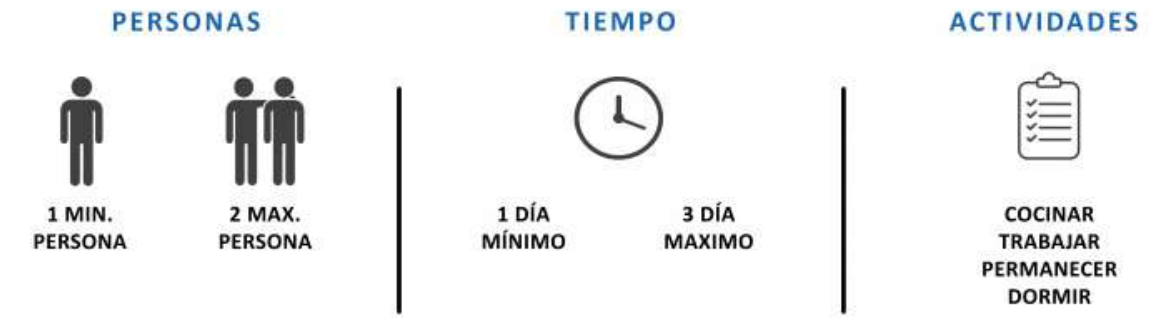 PERSONAS
1 MIN.
PERSONA
2 MAX.
PERSONA
TIEMPO
1 DÍA
MÍNIMO
3 DÍA
MAXIMO
ACTIVIDADES
COCINAR
TRABAJAR
PERMANECER
DORMIR